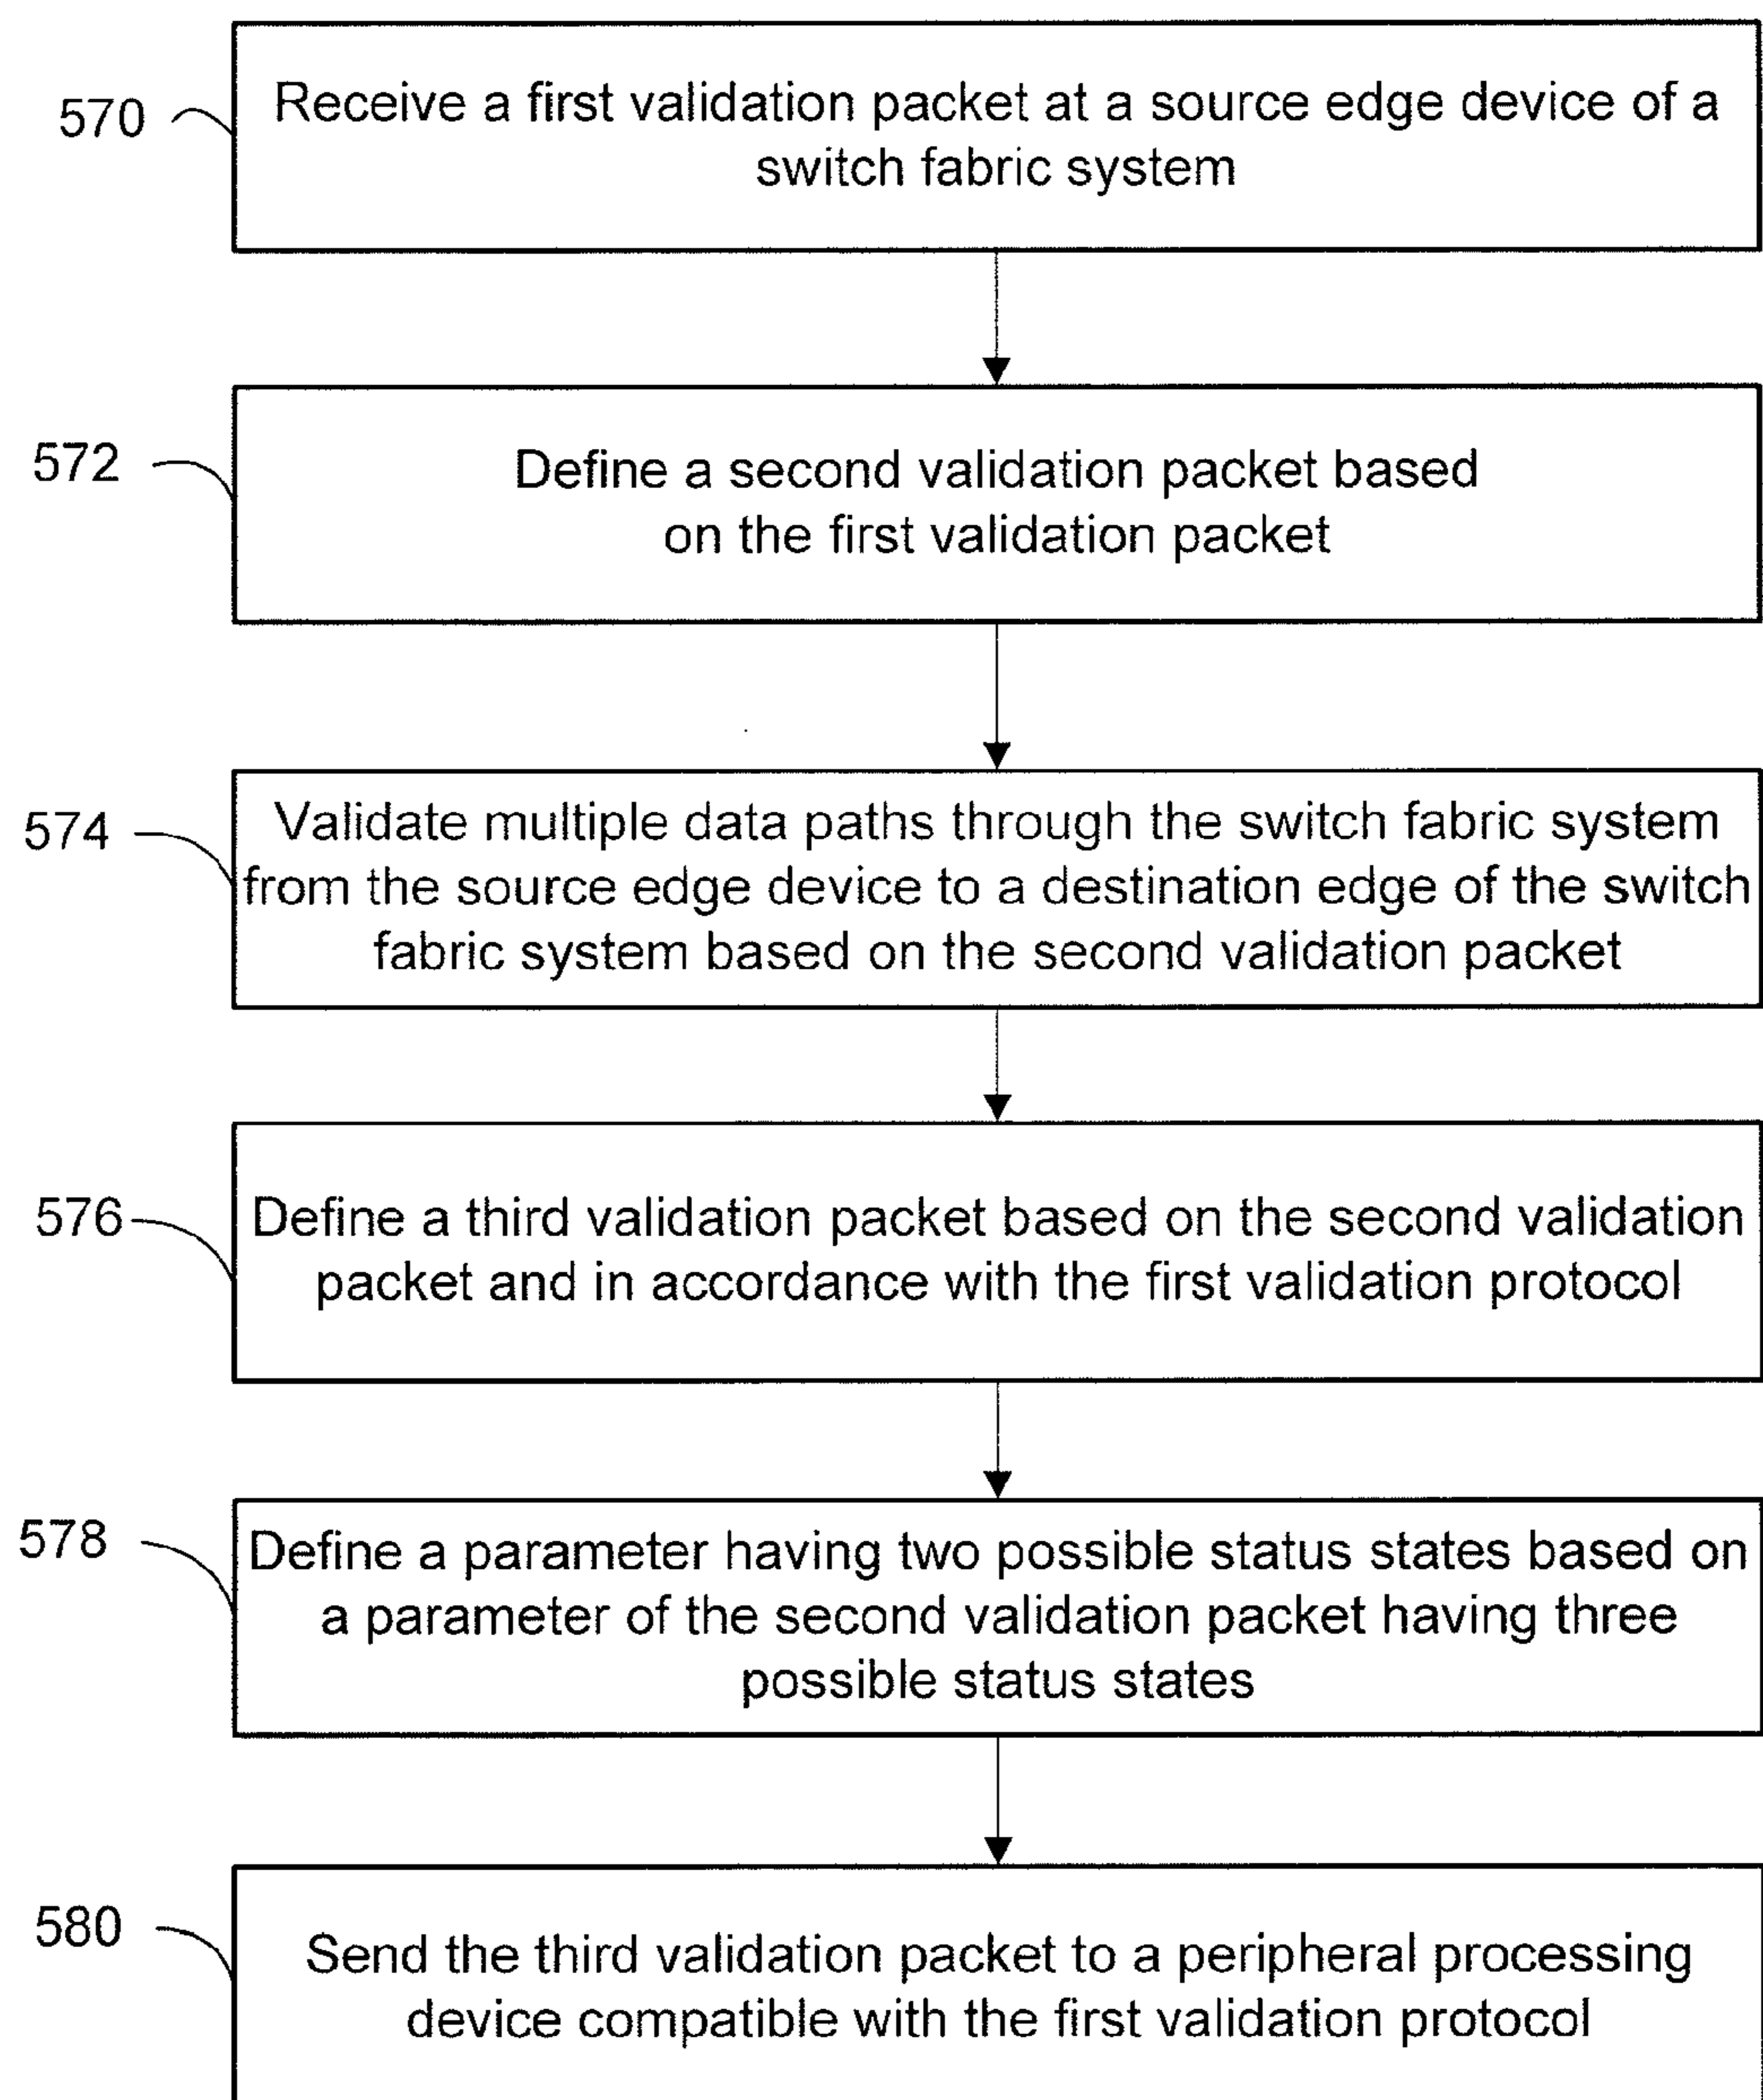 570
Receive a first validation packet at a source edge device of a
switch fabric system
572
Define a second validation packet based
on the first validation packet
574
Validate multiple data paths through the switch fabric system
from the source edge device to a destination edge of the switch
fabric system based on the second validation packet
576
Define a third validation packet based on the second validation
packet and in accordance with the first validation protocol
578
Define a parameter having two possible status states based on
a parameter of the second validation packet having three
possible status states
580
Send the third validation packet to a peripheral processing
device compatible with the first validation protocol